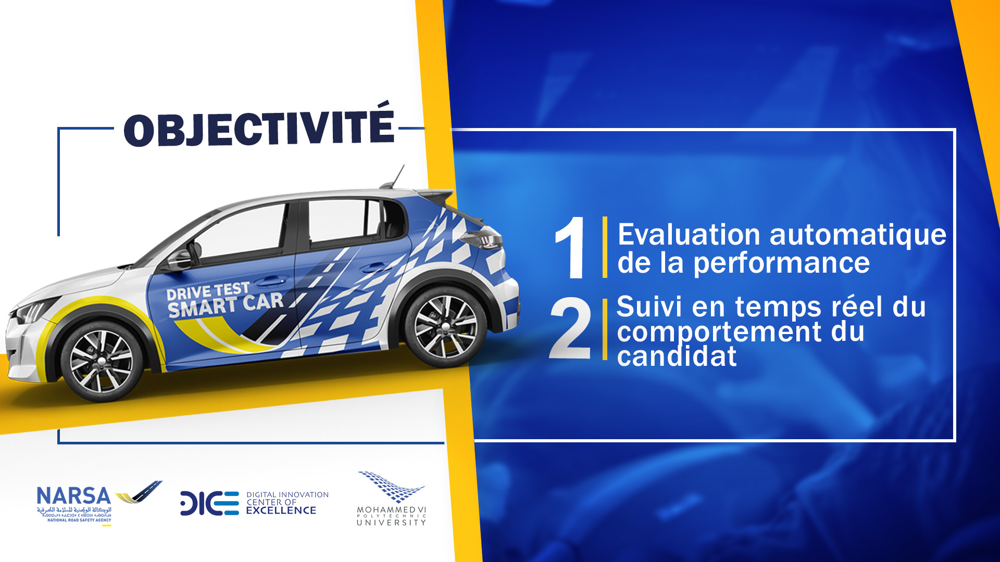 OBJECTIVITÉ
DRIVE TEST
SMART CAR
1
Evaluation automatique
de la performance
2
Suivi en temps réel du
comportement du
candidat
NARSA
الوكالة الوطنية للسلامة الطرقية
NATIONAL ROAD SAFETY AGENCY
DICE
DIGITAL INNOVATION
CENTER OF
EXCELLENCE
MOHAMMED VI
POLYTECHNIC
UNIVERSITY